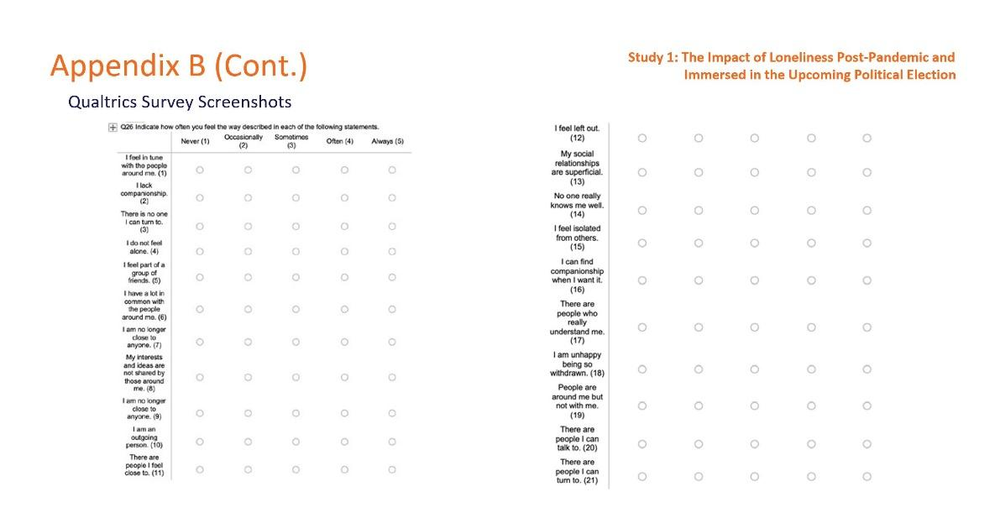 Appendix B (Cont.)
Study 1: The Impact of Loneliness Post-Pandemic and
Immersed in the Upcoming Political Election
Qualtrics Survey Screenshots
Q26 Indicate how often you feel the way described in each of the following statements.
Never (1) Occasionally (2) Sometimes (3) Often (4) Always (5)
I feel in tune
with the people
around me. (1)
I lack
companionship.
(2)
There is no one
I can turn to.
(3)
I do not feel
alone. (4)
I feel part of a
group of
friends. (5)
I have a lot in
common with
the people
around me. (6)
I am no longer
close to
anyone. (7)
My interests
and ideas are
not shared by
those around
me. (8)
I am no longer
close to
anyone. (9)
I am an
outgoing
person. (10)
There are
people I feel
close to. (11)
I feel left out.
(12)
My social
relationships
are superficial.
(13)
No one really
knows me well.
(14)
I feel isolated
from others.
(15)
I can find
companionship
when I want it.
(16)
There are
people who
really
understand me.
(17)
I am unhappy
being so
withdrawn. (18)
People are
around me but
not with me.
(19)
There are
people I can
talk to. (20)
There are
people I can
turn to. (21)